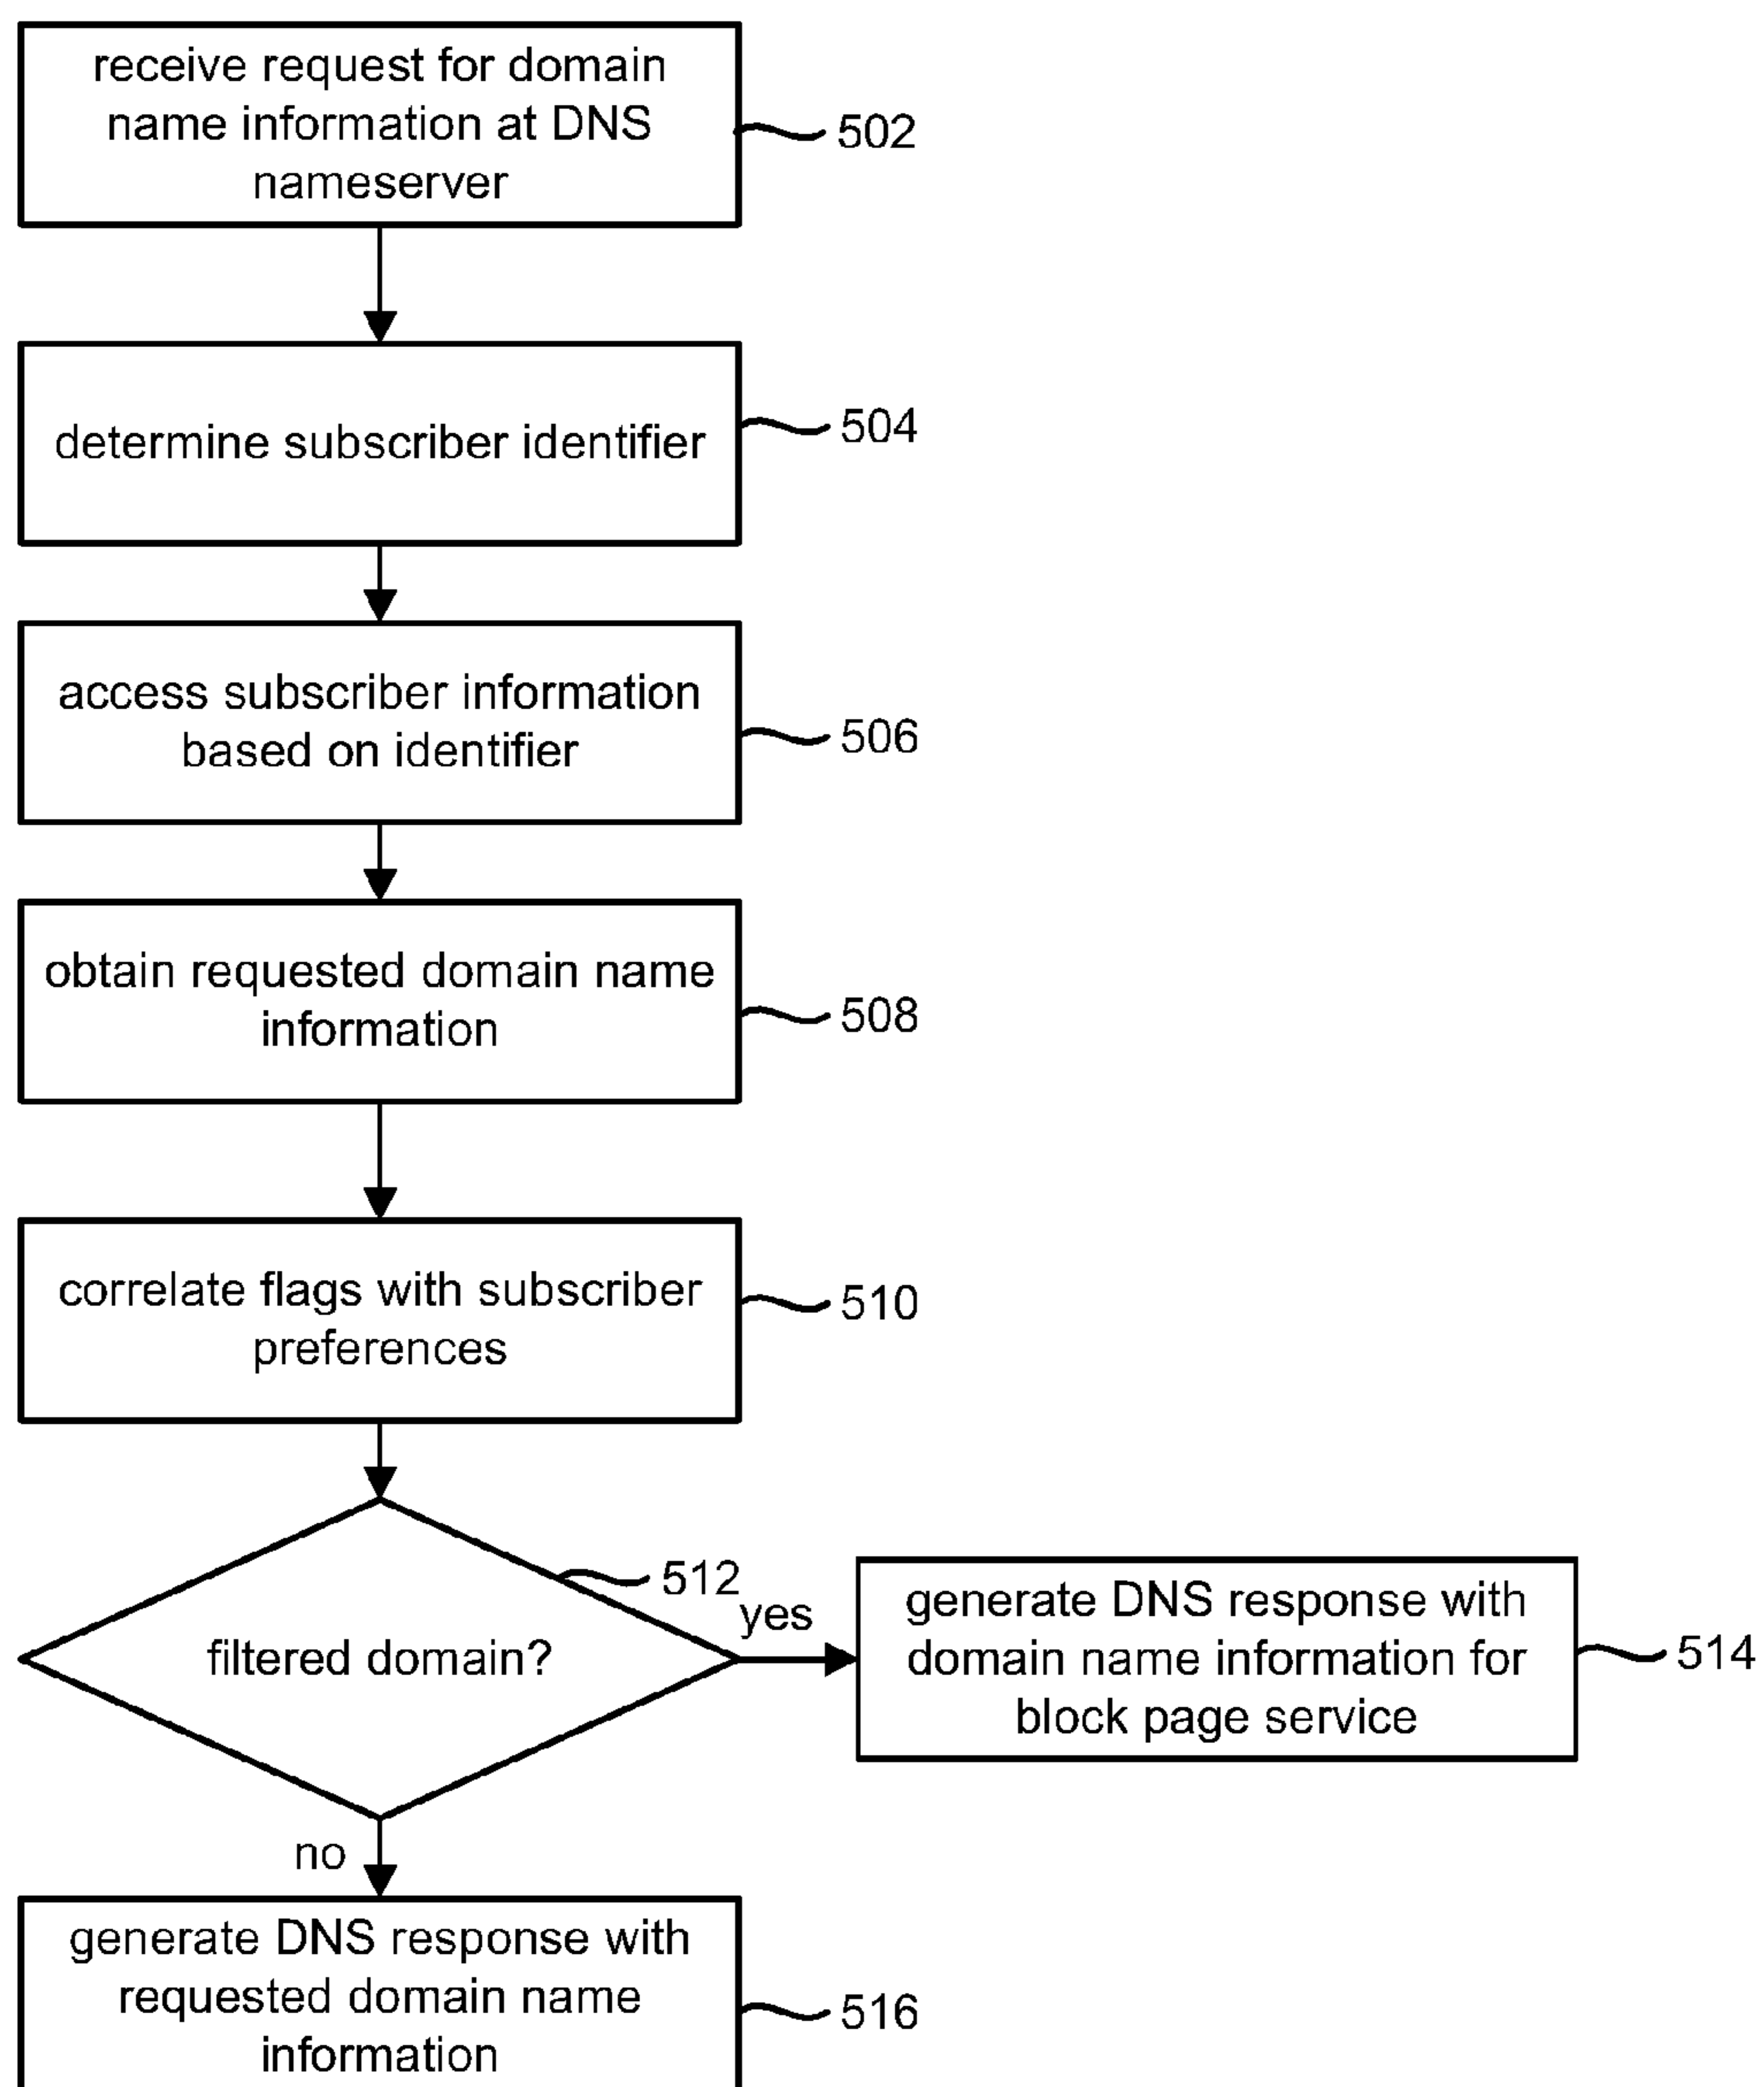 receive request for domain
name information at DNS
nameserver
502
determine subscriber identifier
504
access subscriber information
based on identifier
506
obtain requested domain name
information
508
correlate flags with subscriber
preferences
510
512
filtered domain?
yes
generate DNS response with
domain name information for
block page service
514
no
generate DNS response with
requested domain name
information
516